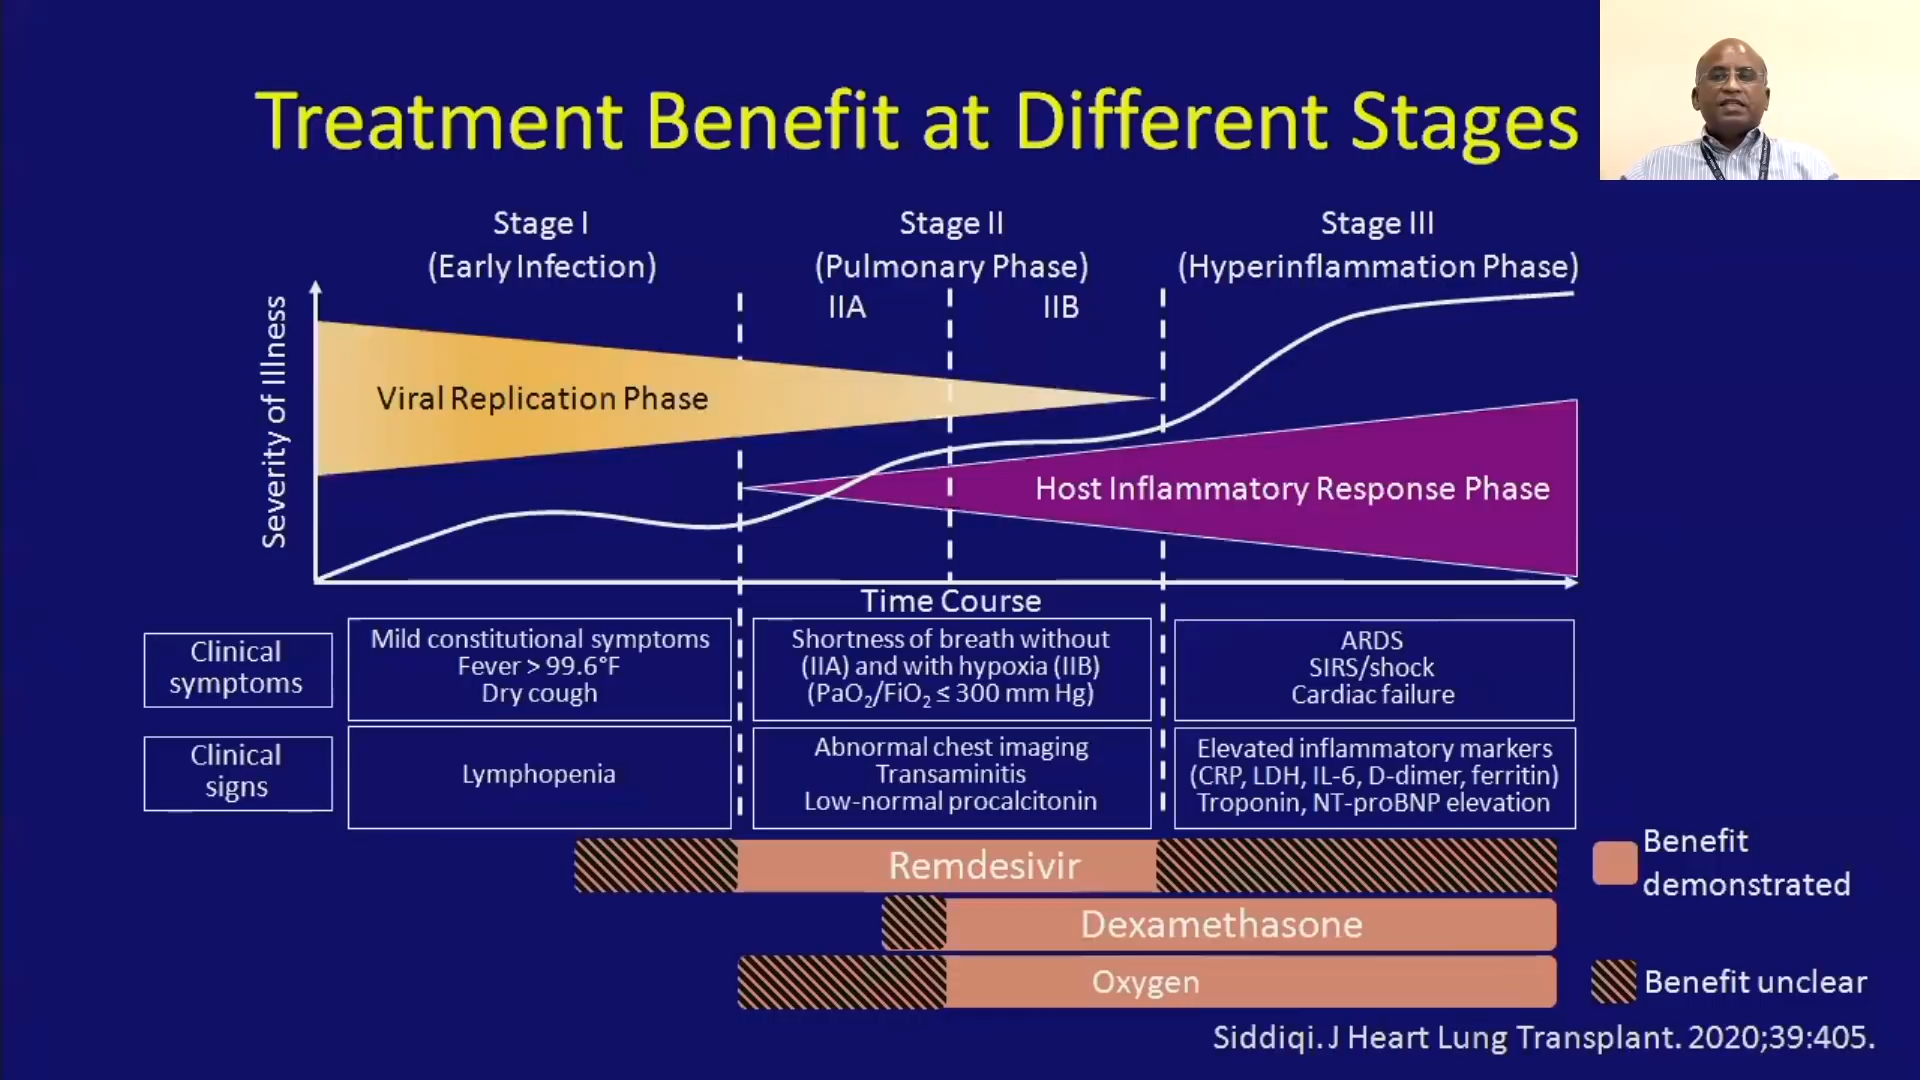 Treatment Benefit at Different Stages
Stage I
(Early Infection)
Stage II
(Pulmonary Phase)
IIA
IIB
Stage III
(Hyperinflammation Phase)
Severity of Illness
Viral Replication Phase
Host Inflammatory Response Phase
Time Course
Clinical
symptoms
Mild constitutional symptoms
Fever > 99.6°F
Dry cough
Shortness of breath without
(IIA) and with hypoxia (IIB)
(PaO₂/FiO₂ ≤ 300 mm Hg)
ARDS
SIRS/shock
Cardiac failure
Clinical
signs
Lymphopenia
Abnormal chest imaging
Transaminitis
Low-normal procalcitonin
Elevated inflammatory markers
(CRP, LDH, IL-6, D-dimer, ferritin)
Troponin, NT-proBNP elevation
Remdesivir
Dexamethasone
Oxygen
Benefit
demonstrated
Benefit unclear
Siddiqi. J Heart Lung Transplant. 2020;39:405.